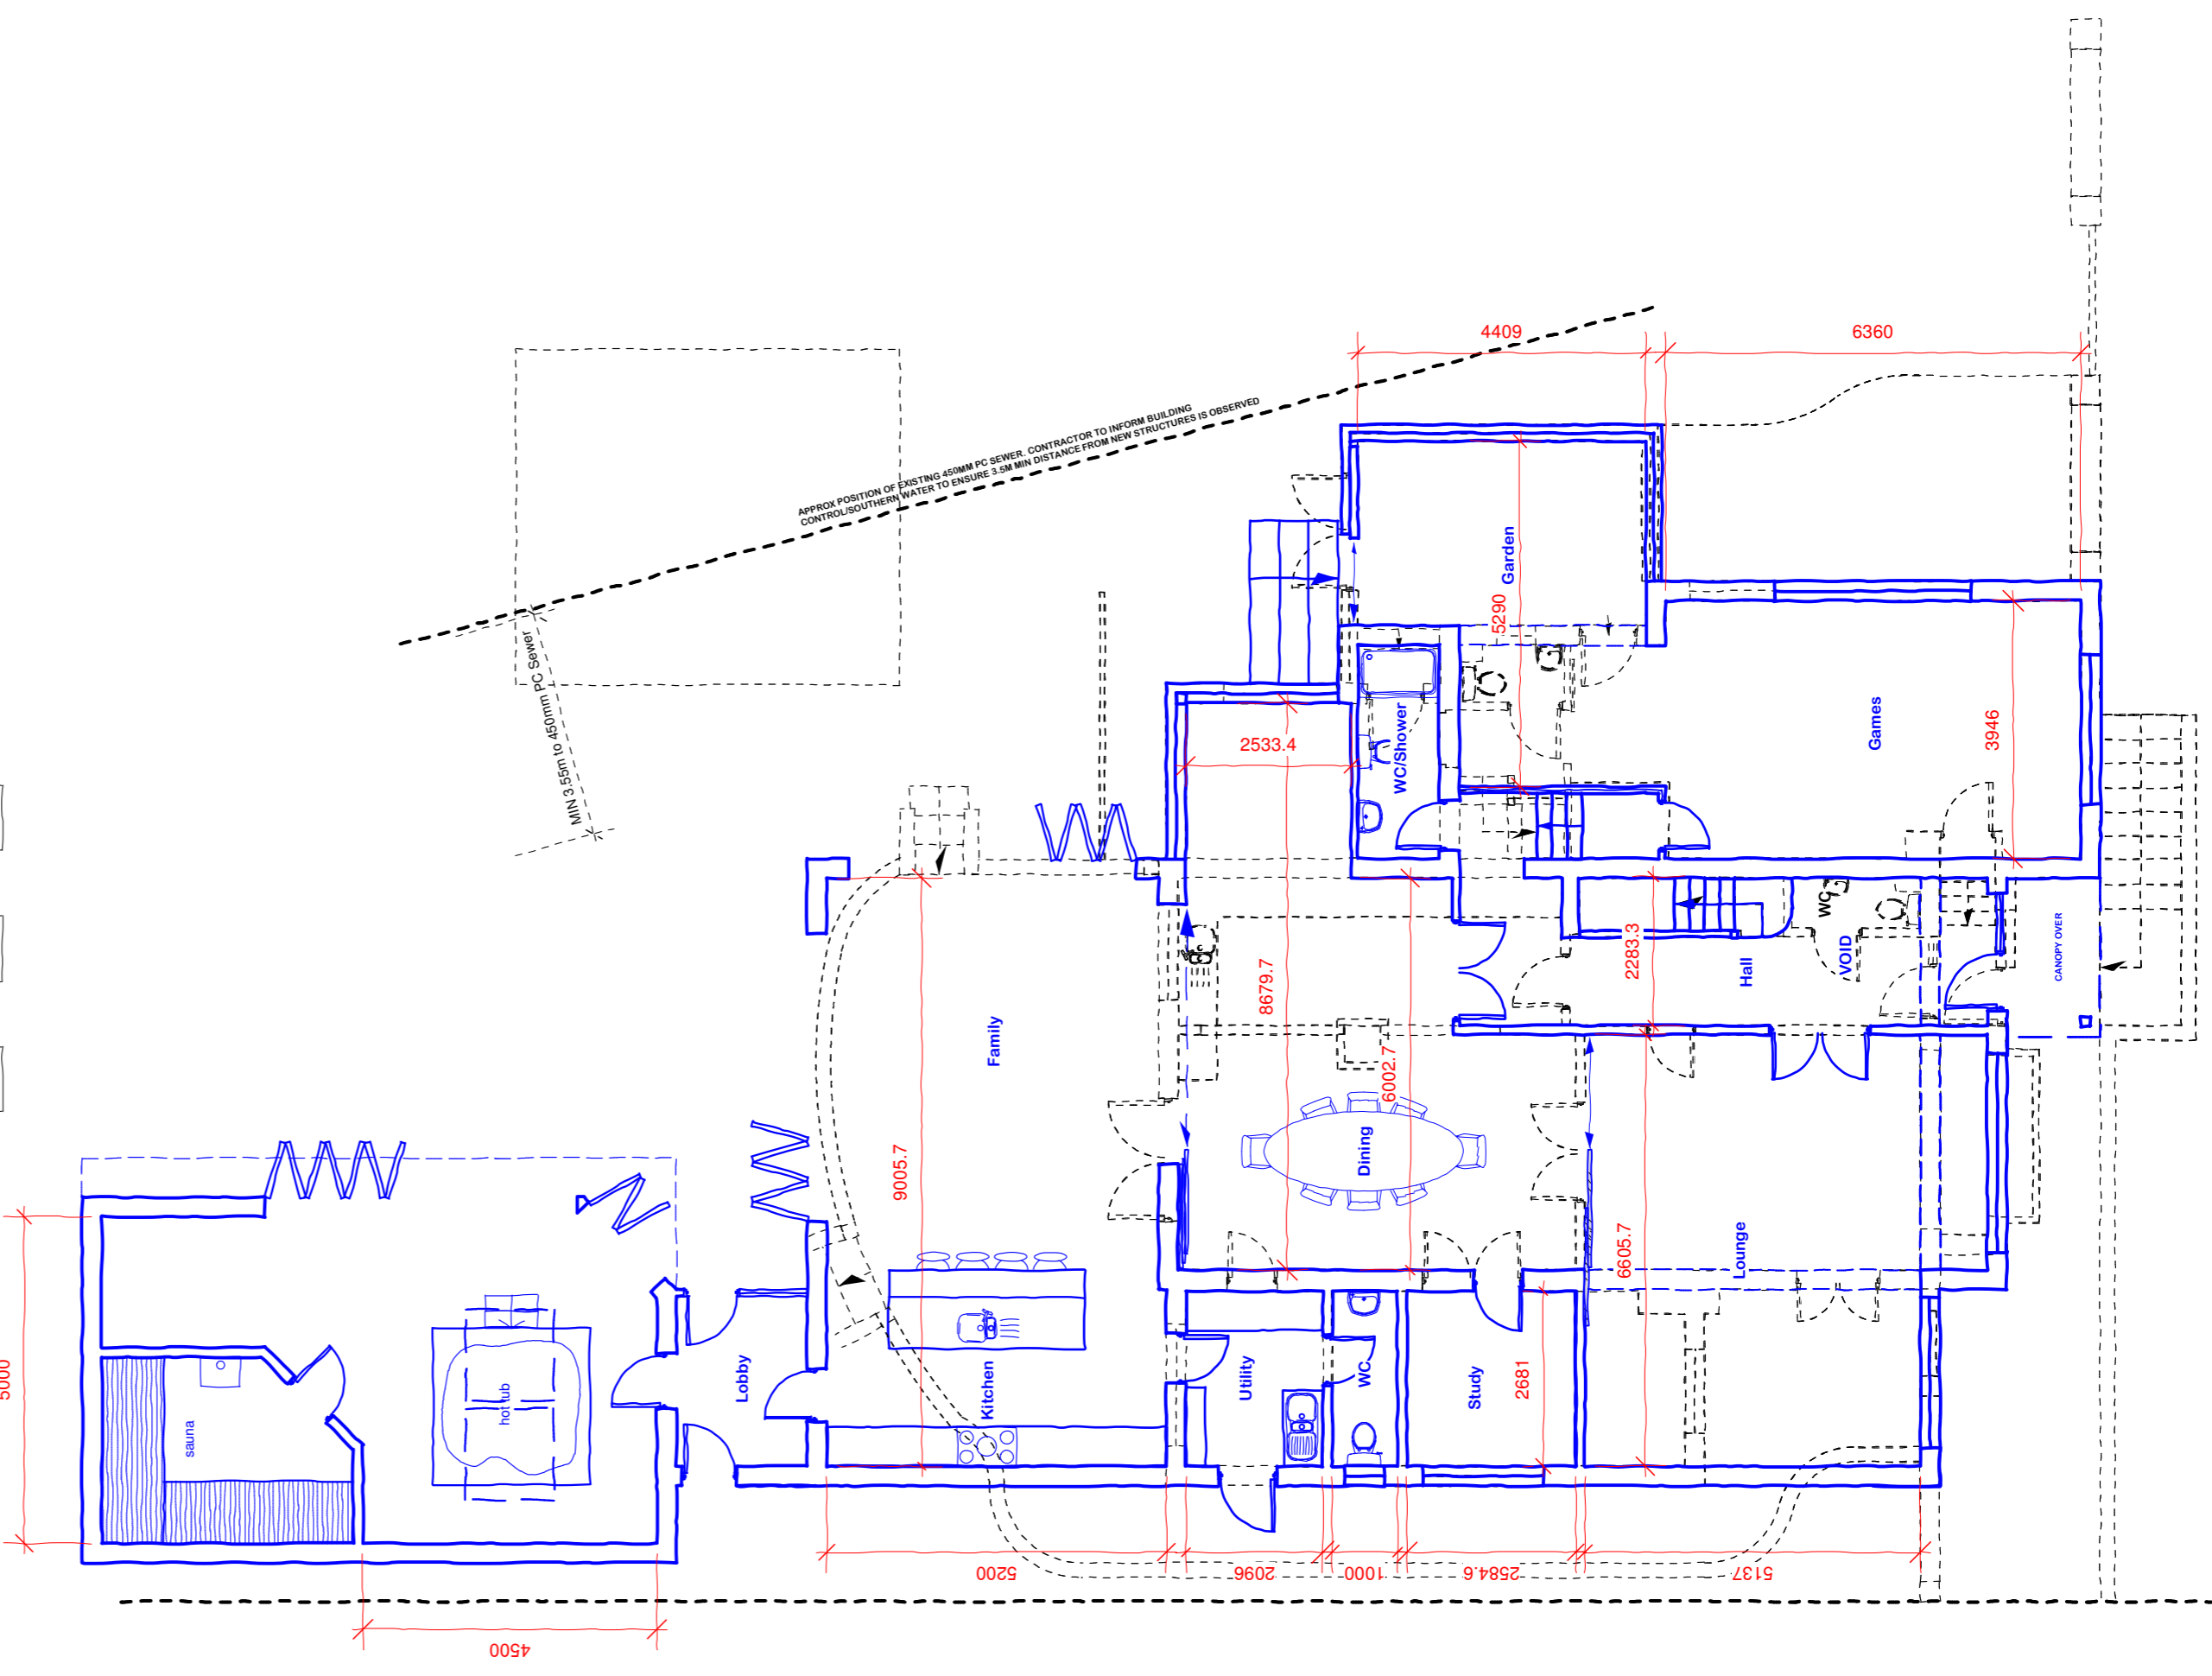 4409
6360
APPROX POSITION OF EXISTING 450MM PC SEWER. CONTRACTOR TO INFORM BUILDING
CONTROL/SOUTHERN WATER TO ENSURE 3.5M MIN DISTANCE FROM NEW STRUCTURES IS OBSERVED
MIN 3.55m to 450mm PC Sewer
Garden
5290
WC/Shower
2533.4
Games
3946
WC
VOID
Hall
2283.3
CANOPY OVER
8679.7
6002.7
Family
9005.7
Dining
6605.7
Lounge
5000
sauna
hot tub
Lobby
Kitchen
Utility
WC
Study
2681
5200
2096
1000
2584.6
5137
4500